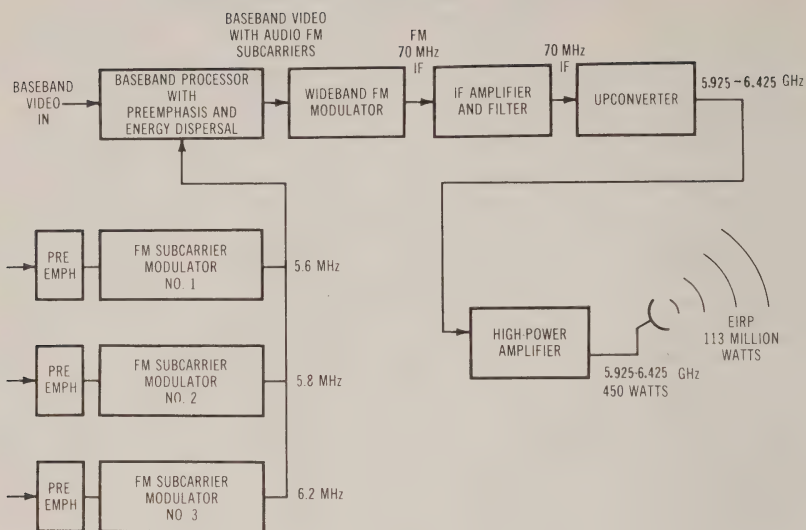 BASEBAND VIDEO
WITH AUDIO FM
SUBCARRIERS
FM
70 MHz
IF
70 MHz
IF
BASEBAND
VIDEO
IN
BASEBAND PROCESSOR
WITH
PREEMPHASIS AND
ENERGY DISPERSAL
WIDEBAND FM
MODULATOR
IF AMPLIFIER
AND FILTER
UPCONVERTER
5.925-6.425 GHz
PRE
EMPH
FM SUBCARRIER
MODULATOR
NO. 1
5.6 MHz
PRE
EMPH
FM SUBCARRIER
MODULATOR
NO. 2
5.8 MHz
PRE
EMPH
FM SUBCARRIER
MODULATOR
NO 3
6.2 MHz
HIGH-POWER
AMPLIFIER
5.925-6.425 GHz
450 WATTS
EIRP
113 MILLION
WATTS